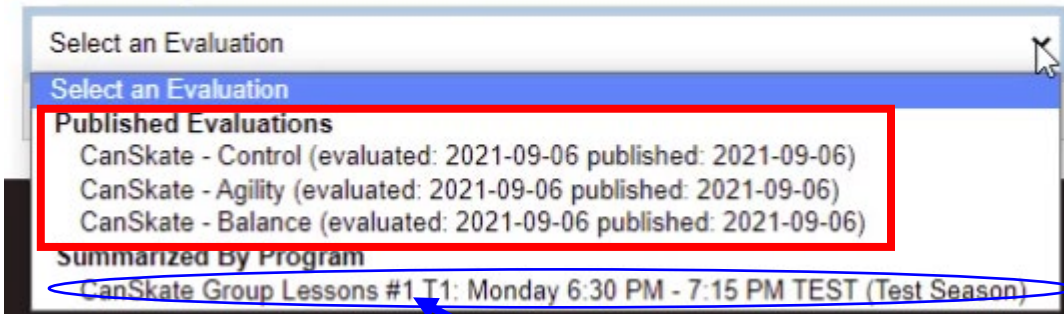 Select an Evaluation
Select an Evaluation
Published Evaluations
CanSkate - Control (evaluated: 2021-09-06 published: 2021-09-06)
CanSkate - Agility (evaluated: 2021-09-06 published: 2021-09-06)
CanSkate - Balance (evaluated: 2021-09-06 published: 2021-09-06)
Summarized By Program
CanSkate Group Lessons #1 T1: Monday 6:30 PM - 7:15 PM TEST (Test Season)